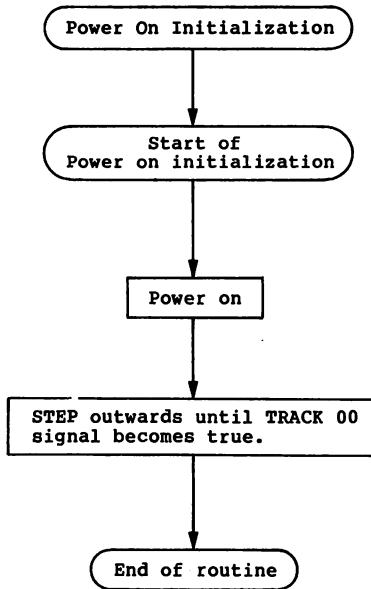 Power On Initialization
Start of
Power on initialization
Power on
STEP outwards until TRACK 00
signal becomes true.
End of routine